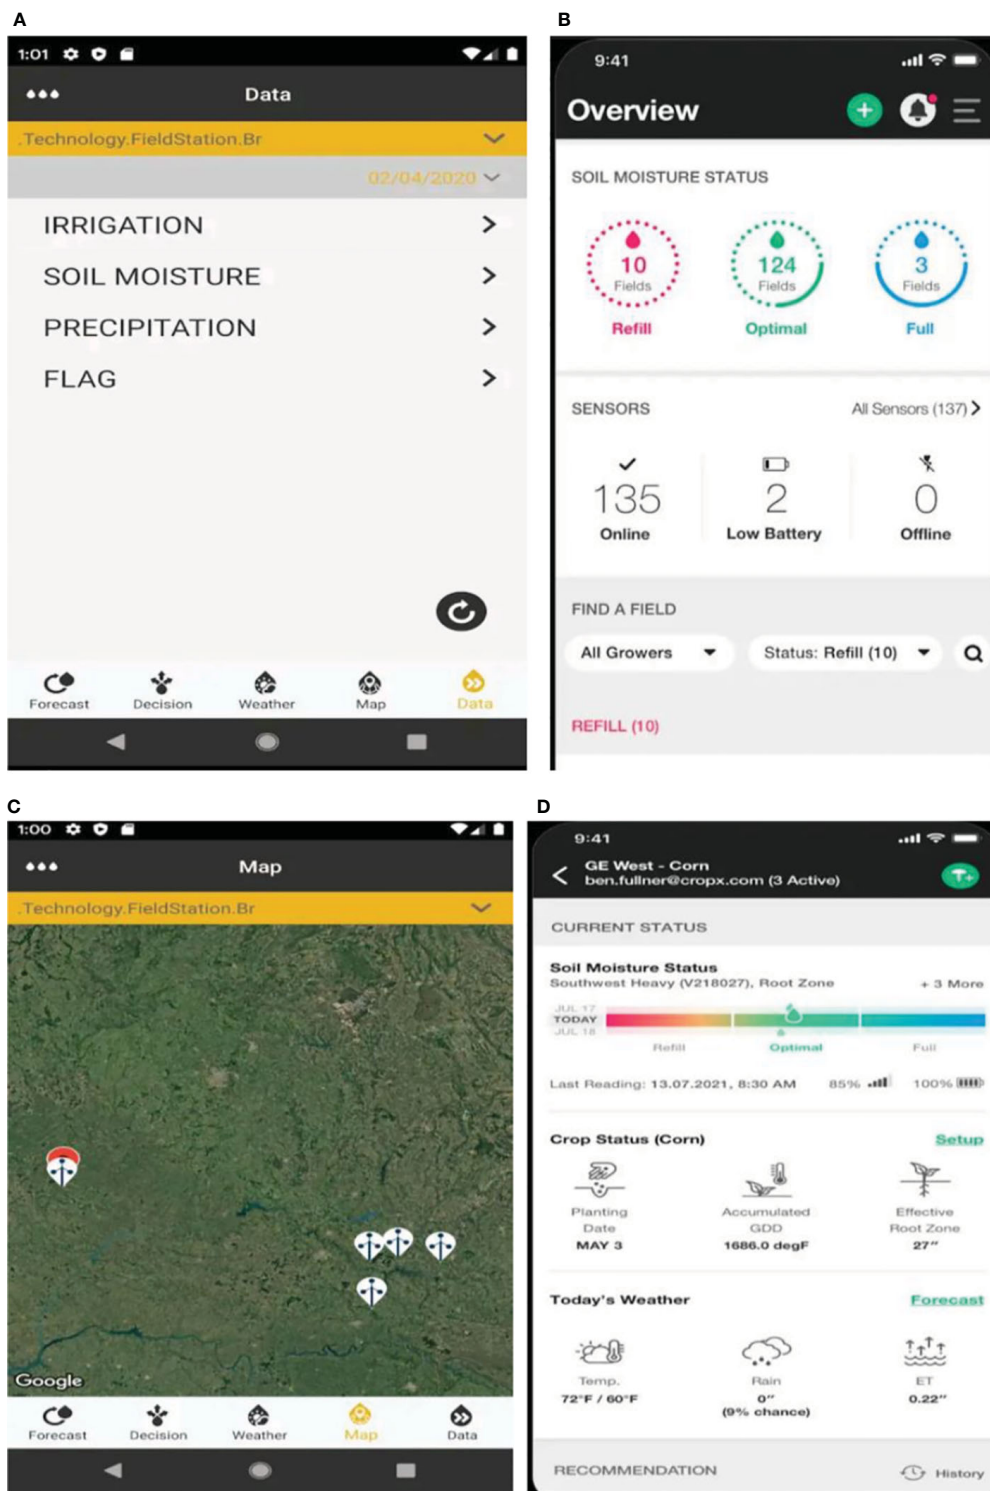 A
1:01
Data
.Technology.FieldStation.Br
02/04/2020
IRRIGATION
SOIL MOISTURE
PRECIPITATION
FLAG
Forecast Decision Weather Map Data
B
9:41
Overview
SOIL MOISTURE STATUS
10 124 3
Fields Fields Fields
Refill Optimal Full
SENSORS All Sensors (137)
135 2 0
Online Low Battery Offline
FIND A FIELD
All Growers Status: Refill (10)
REFILL (10)
C
1:00
Map
.Technology.FieldStation.Br
Google
Forecast Decision Weather Map Data
D
9:41
GE West - Corn
ben.fullner@cropx.com (3 Active)
CURRENT STATUS
Soil Moisture Status
Southwest Heavy (V218027), Root Zone + 3 More
JUL 17
TODAY
JUL 18
Refill Optimal Full
Last Reading: 13.07.2021, 8:30 AM 85% 100%
Crop Status (Corn) Setup
Planting Accumulated Effective
Date GDD Root Zone
MAY 3 1686.0 degF 27"
Today's Weather Forecast
Temp. Rain ET
72°F / 60°F 0" 0.22"
(9% chance)
RECOMMENDATION History